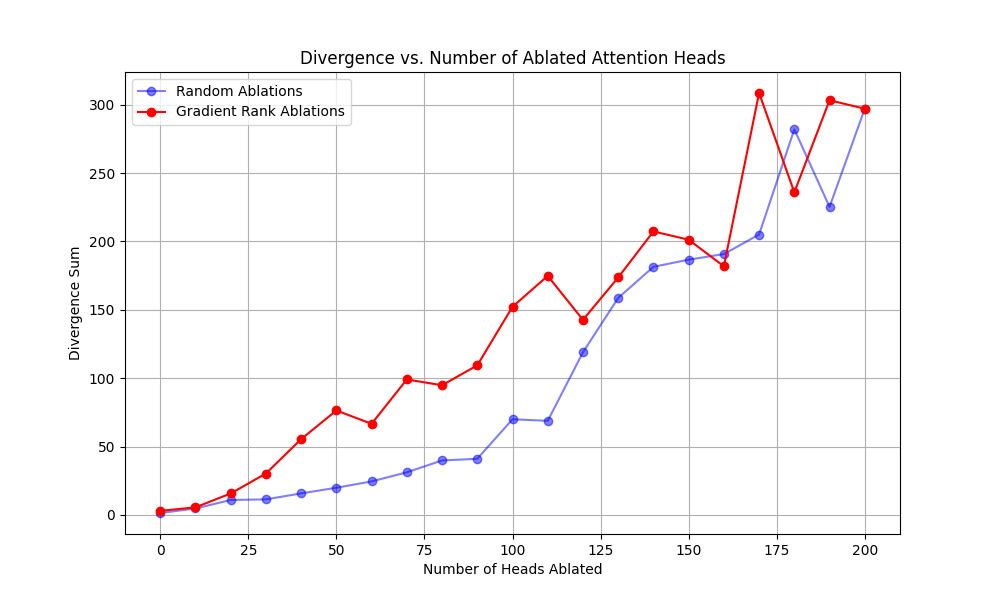 Divergence vs. Number of Ablated Attention Heads
Random Ablations
Gradient Rank Ablations
300
250
200
150
100
50
0
Divergence Sum
0 25 50 75 100 125 150 175 200
Number of Heads Ablated